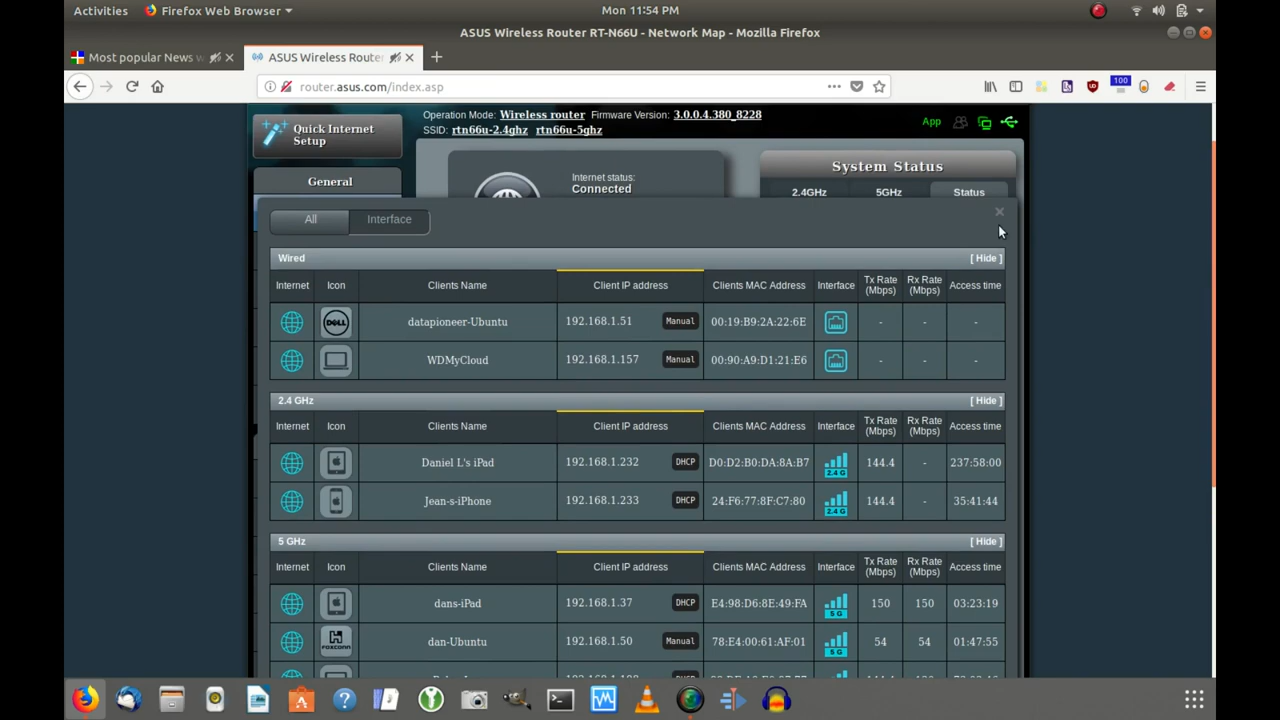 Activities Firefox Web Browser Mon 11:54 PM
ASUS Wireless Router RT-N66U - Network Map - Mozilla Firefox
Most popular News w ASUS Wireless Router
router.asus.com/index.asp 100
Quick Internet Setup
Operation Mode: Wireless router Firmware Version: 3.0.0.4.380_8228
SSID: rtn66u-2.4ghz rtn66u-5ghz
App
General
Internet status:
Connected
System Status
2.4GHz 5GHz Status
All Interface
Wired [ Hide ]
Internet Icon Clients Name Client IP address Clients MAC Address Interface Tx Rate (Mbps) Rx Rate (Mbps) Access time
DELL datapioneer-Ubuntu 192.168.1.51 Manual 00:19:B9:2A:22:6E - - -
WDMyCloud 192.168.1.157 Manual 00:90:A9:D1:21:E6 - - -
2.4 GHz [ Hide ]
Internet Icon Clients Name Client IP address Clients MAC Address Interface Tx Rate (Mbps) Rx Rate (Mbps) Access time
Daniel L's iPad 192.168.1.232 DHCP D0:D2:B0:DA:8A:B7 2.4 G 144.4 - 237:58:00
Jean-s-iPhone 192.168.1.233 DHCP 24:F6:77:8F:C7:80 2.4 G 144.4 - 35:41:44
5 GHz [ Hide ]
Internet Icon Clients Name Client IP address Clients MAC Address Interface Tx Rate (Mbps) Rx Rate (Mbps) Access time
dans-iPad 192.168.1.37 DHCP E4:98:D6:8E:49:FA 5 G 150 150 03:23:19
FOXCONN dan-Ubuntu 192.168.1.50 Manual 78:E4:00:61:AF:01 5 G 54 54 01:47:55